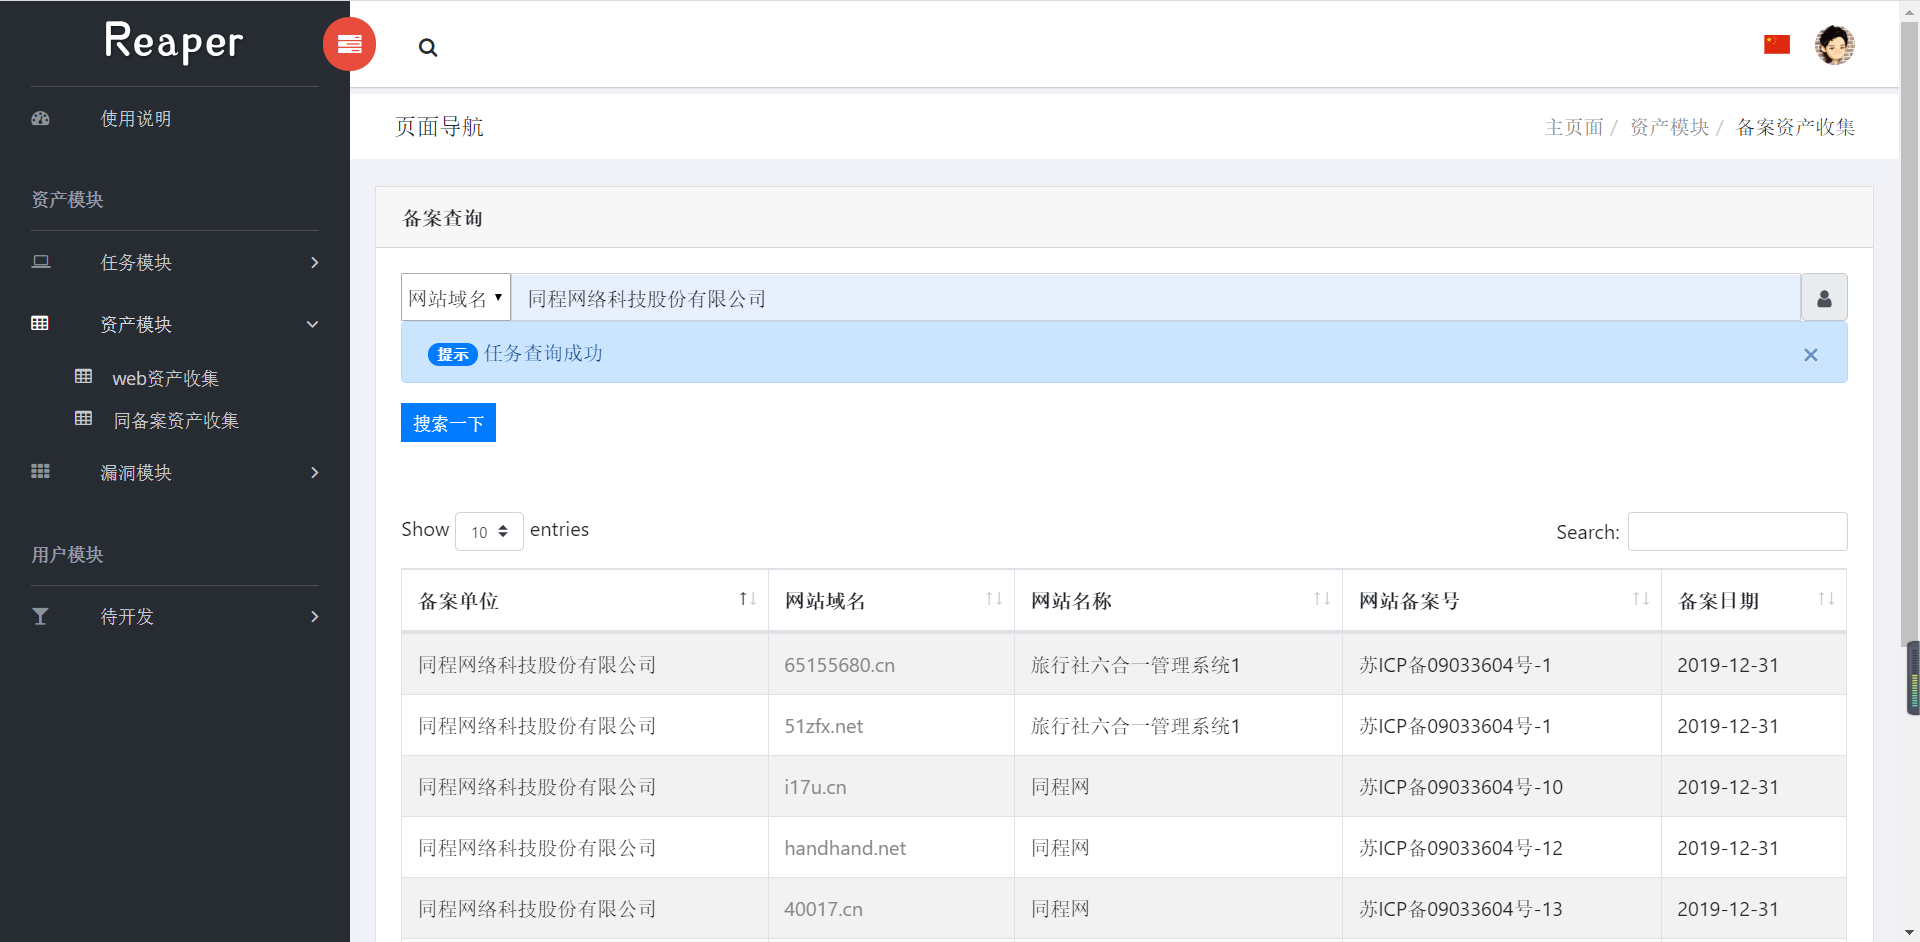 Reaper
使用说明
资产模块
任务模块
资产模块
web资产收集
同备案资产收集
漏洞模块
用户模块
待开发
页面导航
主页面 / 资产模块 / 备案资产收集
备案查询
网站域名 同程网络科技股份有限公司
提示 任务查询成功 ×
搜索一下
Show 10 entries Search:
备案单位 网站域名 网站名称 网站备案号 备案日期
同程网络科技股份有限公司 65155680.cn 旅行社六合一管理系统1 苏ICP备09033604号-1 2019-12-31
同程网络科技股份有限公司 51zfx.net 旅行社六合一管理系统1 苏ICP备09033604号-1 2019-12-31
同程网络科技股份有限公司 i17u.cn 同程网 苏ICP备09033604号-10 2019-12-31
同程网络科技股份有限公司 handhand.net 同程网 苏ICP备09033604号-12 2019-12-31
同程网络科技股份有限公司 40017.cn 同程网 苏ICP备09033604号-13 2019-12-31